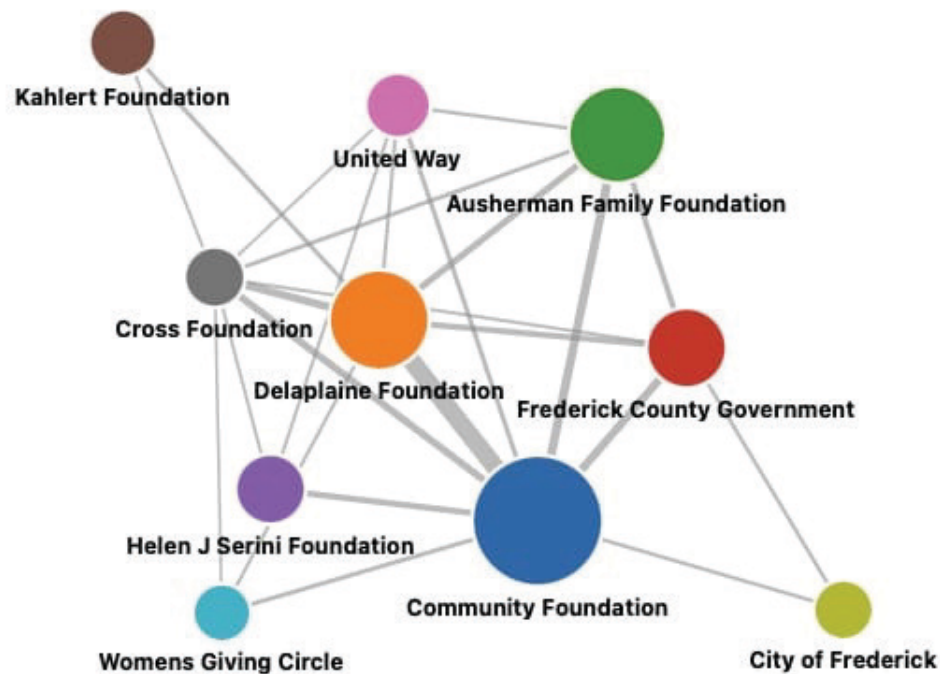 Kahlert Foundation
United Way
Ausherman Family Foundation
Cross Foundation
Delaplaine Foundation
Frederick County Government
Helen J Serini Foundation
Community Foundation
Womens Giving Circle
City of Frederick